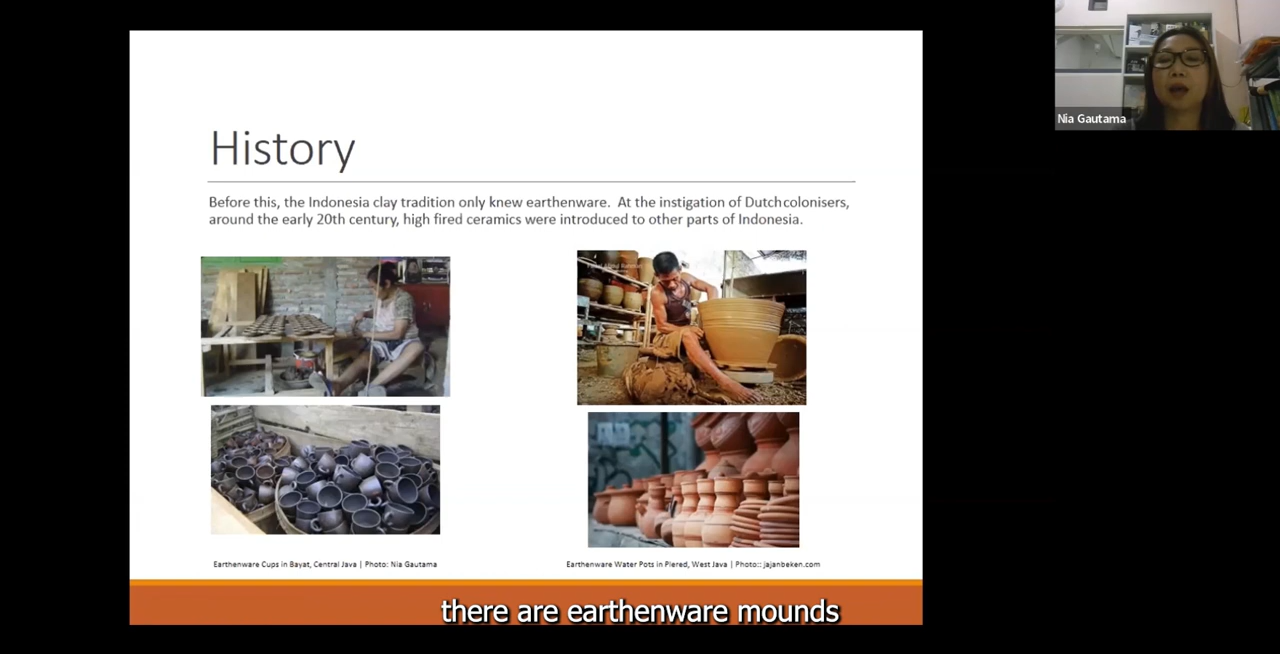 Nia Gautama
History
Before this, the Indonesia clay tradition only knew earthenware. At the instigation of Dutch colonisers,
around the early 20th century, high fired ceramics were introduced to other parts of Indonesia.
Earthenware Cups in Bayat, Central Java | Photo: Nia Gautama
Earthenware Water Pots in Plered, West Java | Photo:: jajanbeken.com
there are earthenware mounds